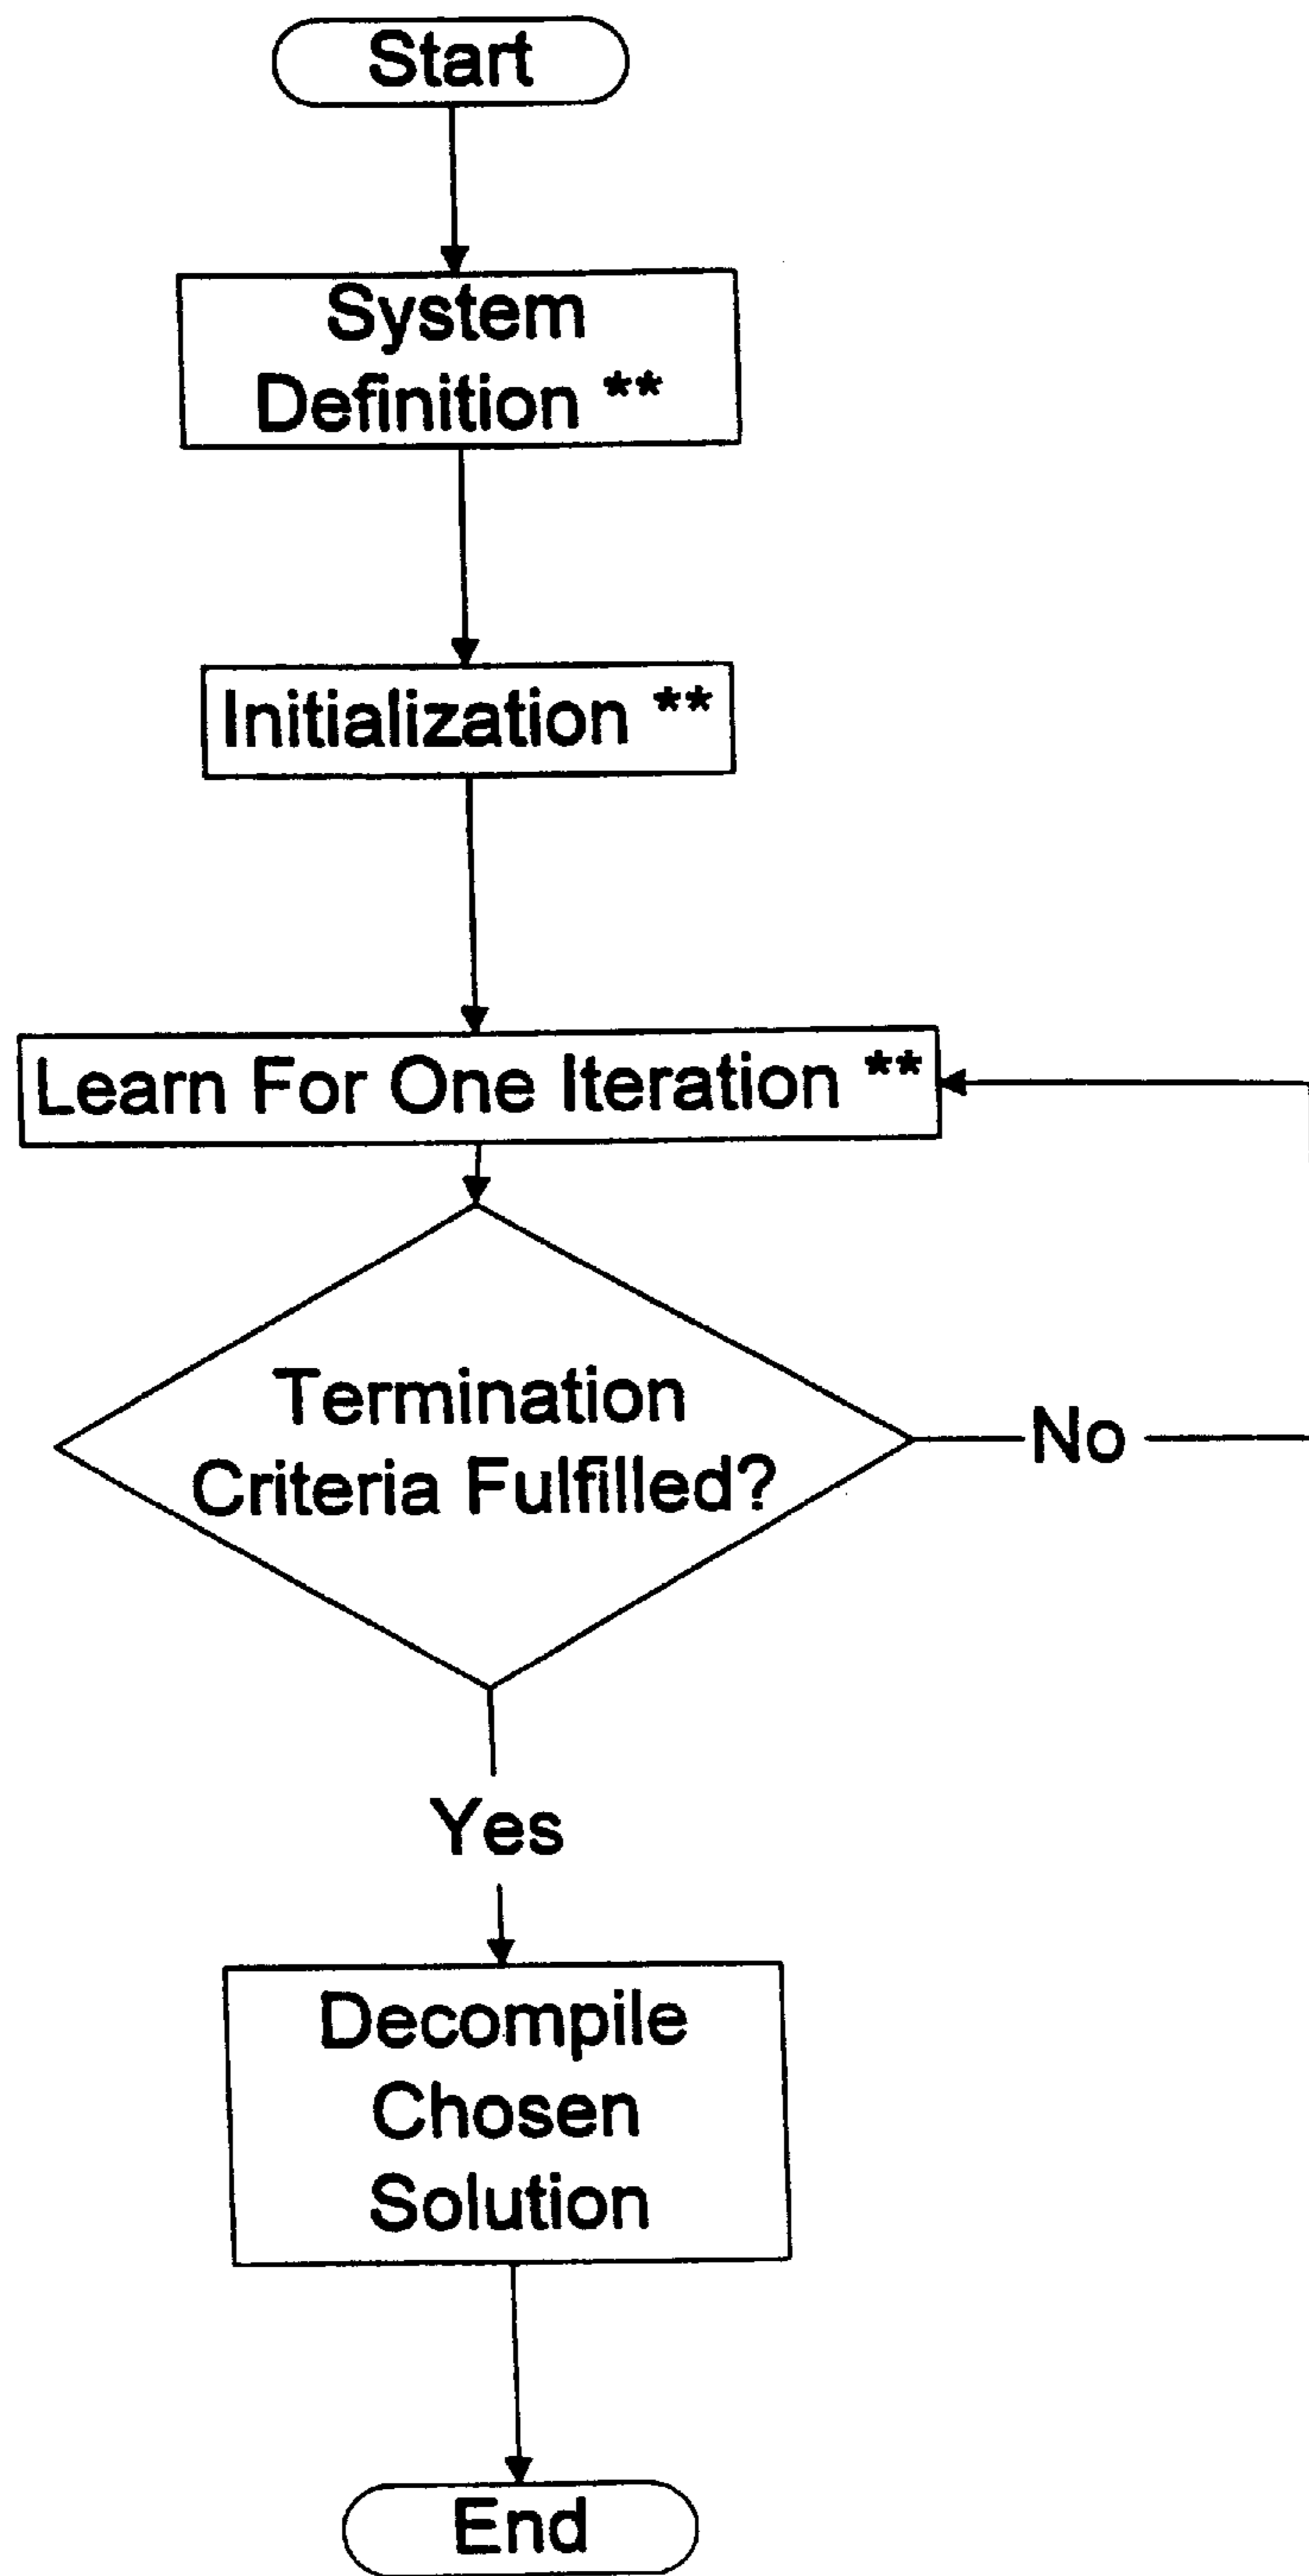 Start
System
Definition **
Initialization **
Learn For One Iteration **
Termination
Criteria Fulfilled?
No
Yes
Decompile
Chosen
Solution
End